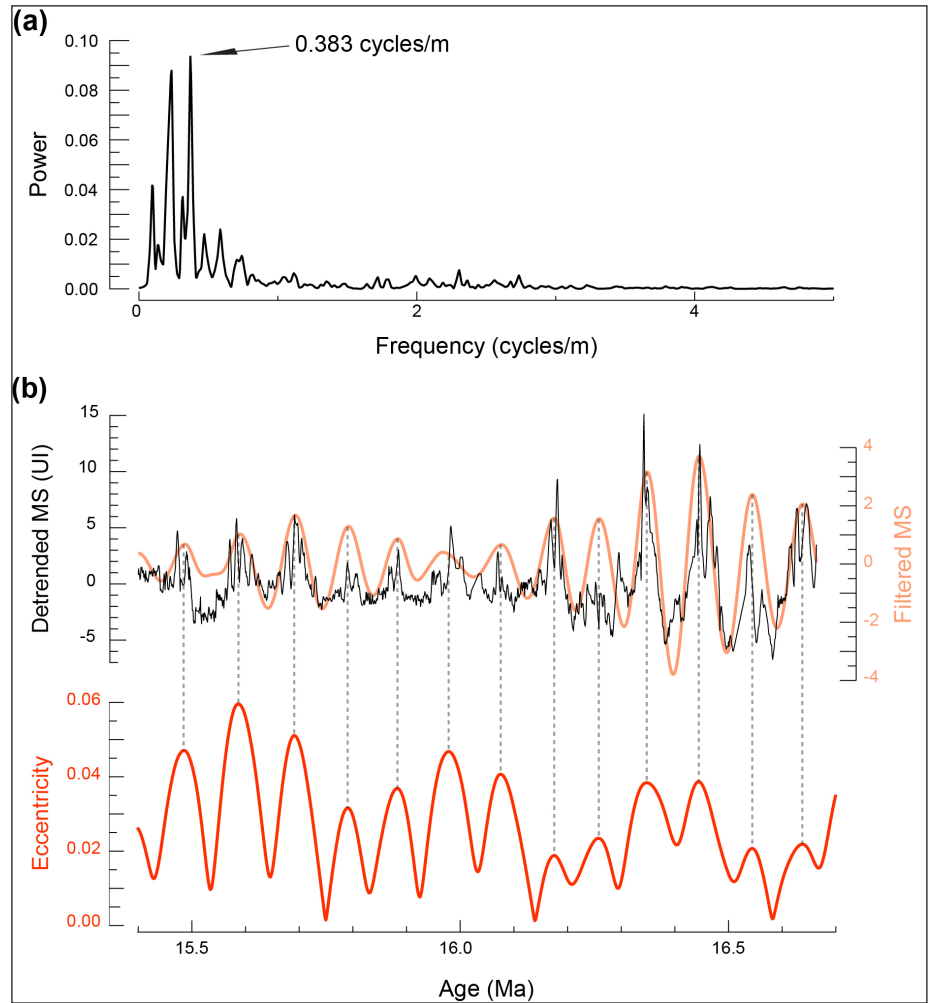 (a)
0.383 cycles/m
0.10
0.08
0.06
0.04
0.02
0.00
Power
0
2
4
Frequency (cycles/m)
(b)
15
10
5
0
-5
Detrended MS (UI)
4
2
0
-2
-4
Filtered MS
0.06
0.04
0.02
0.00
Eccentricity
15.5
16.0
16.5
Age (Ma)